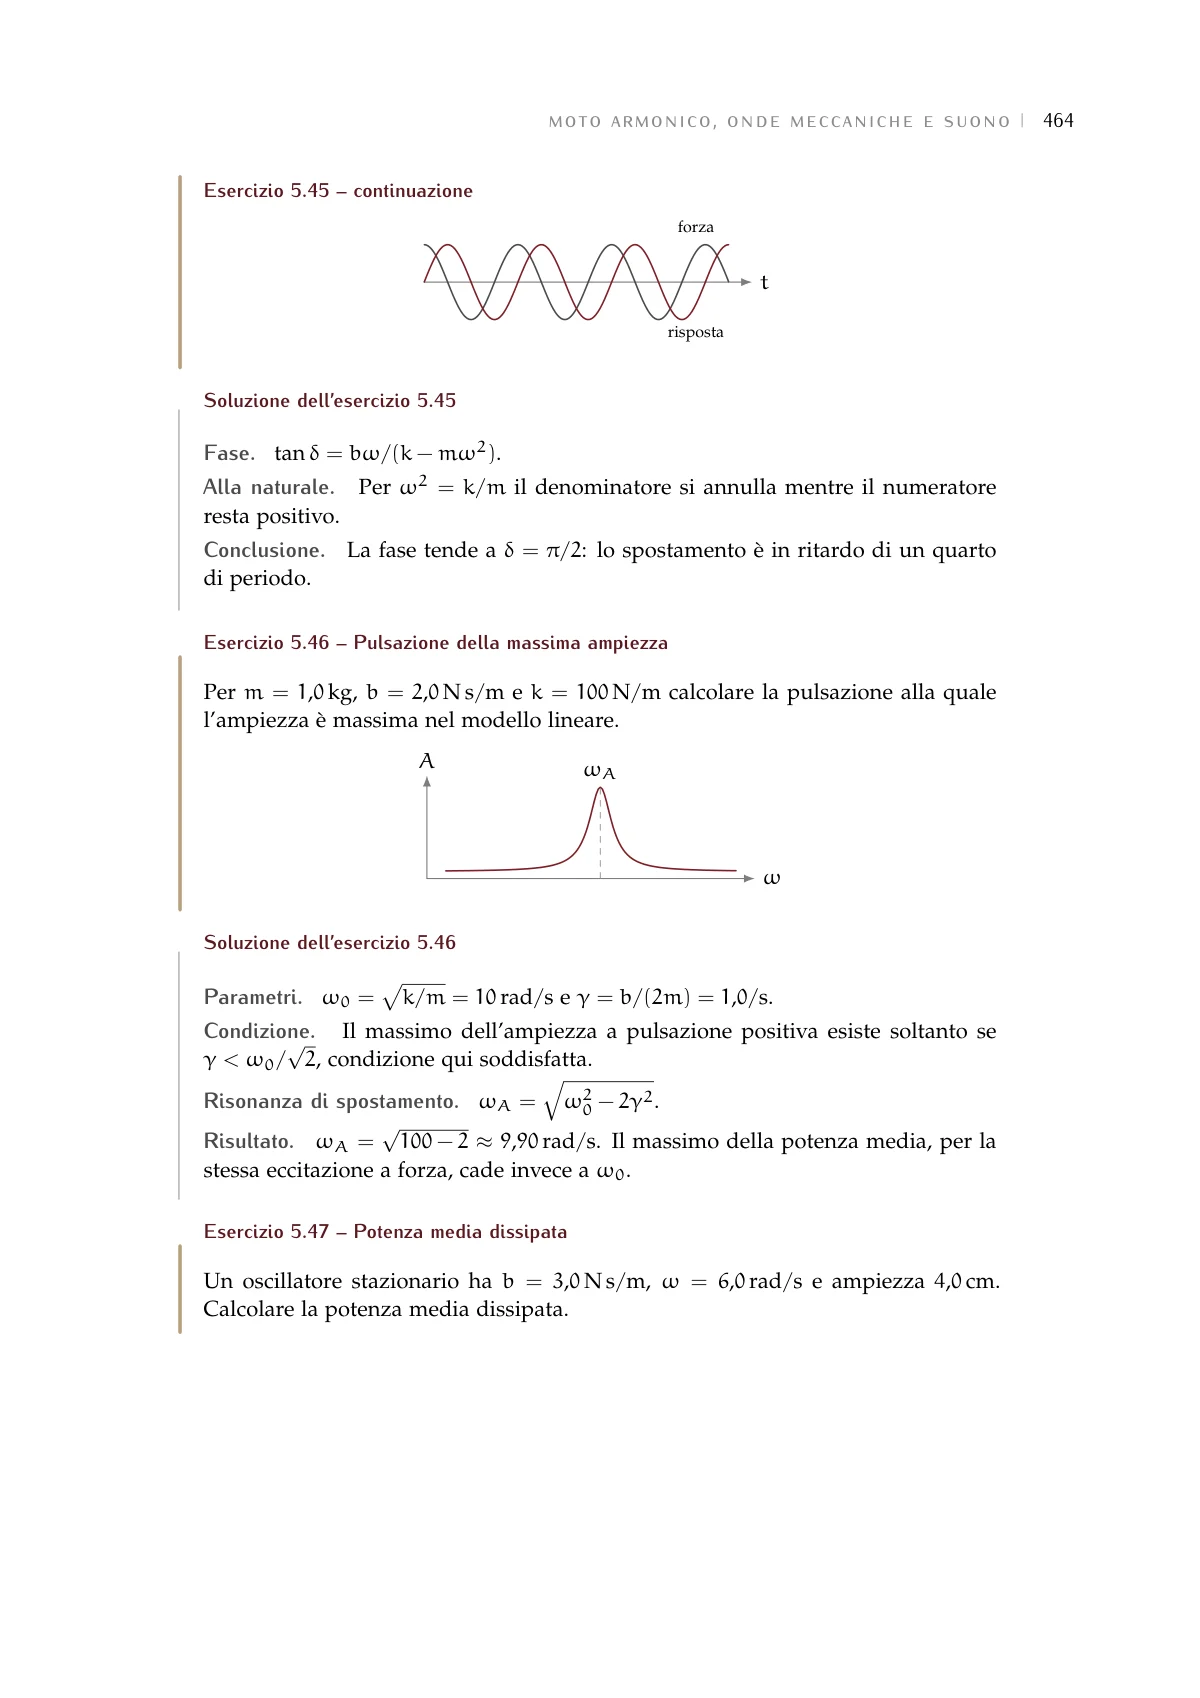 MOTO ARMONICO, ONDE MECCANICHE E SUONO | 464
Esercizio 5.45 – continuazione
forza
t
risposta
Soluzione dell'esercizio 5.45
Fase. tan δ = bω/(k − mω²).
Alla naturale. Per ω² = k/m il denominatore si annulla mentre il numeratore
resta positivo.
Conclusione. La fase tende a δ = π/2: lo spostamento è in ritardo di un quarto
di periodo.
Esercizio 5.46 – Pulsazione della massima ampiezza
Per m = 1,0 kg, b = 2,0 N s/m e k = 100 N/m calcolare la pulsazione alla quale
l'ampiezza è massima nel modello lineare.
A
ω_A
ω
Soluzione dell'esercizio 5.46
Parametri. ω₀ = √(k/m) = 10 rad/s e γ = b/(2m) = 1,0/s.
Condizione. Il massimo dell'ampiezza a pulsazione positiva esiste soltanto se
γ < ω₀/√2, condizione qui soddisfatta.
Risonanza di spostamento. ω_A = √(ω₀² − 2γ²).
Risultato. ω_A = √(100 − 2) ≈ 9,90 rad/s. Il massimo della potenza media, per la
stessa eccitazione a forza, cade invece a ω₀.
Esercizio 5.47 – Potenza media dissipata
Un oscillatore stazionario ha b = 3,0 N s/m, ω = 6,0 rad/s e ampiezza 4,0 cm.
Calcolare la potenza media dissipata.